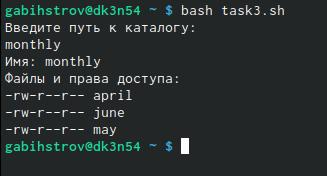 gabihstrov@dk3n54 ~ $ bash task3.sh
Введите путь к каталогу:
monthly
Имя: monthly
Файлы и права доступа:
-rw-r--r-- april
-rw-r--r-- june
-rw-r--r-- may
gabihstrov@dk3n54 ~ $